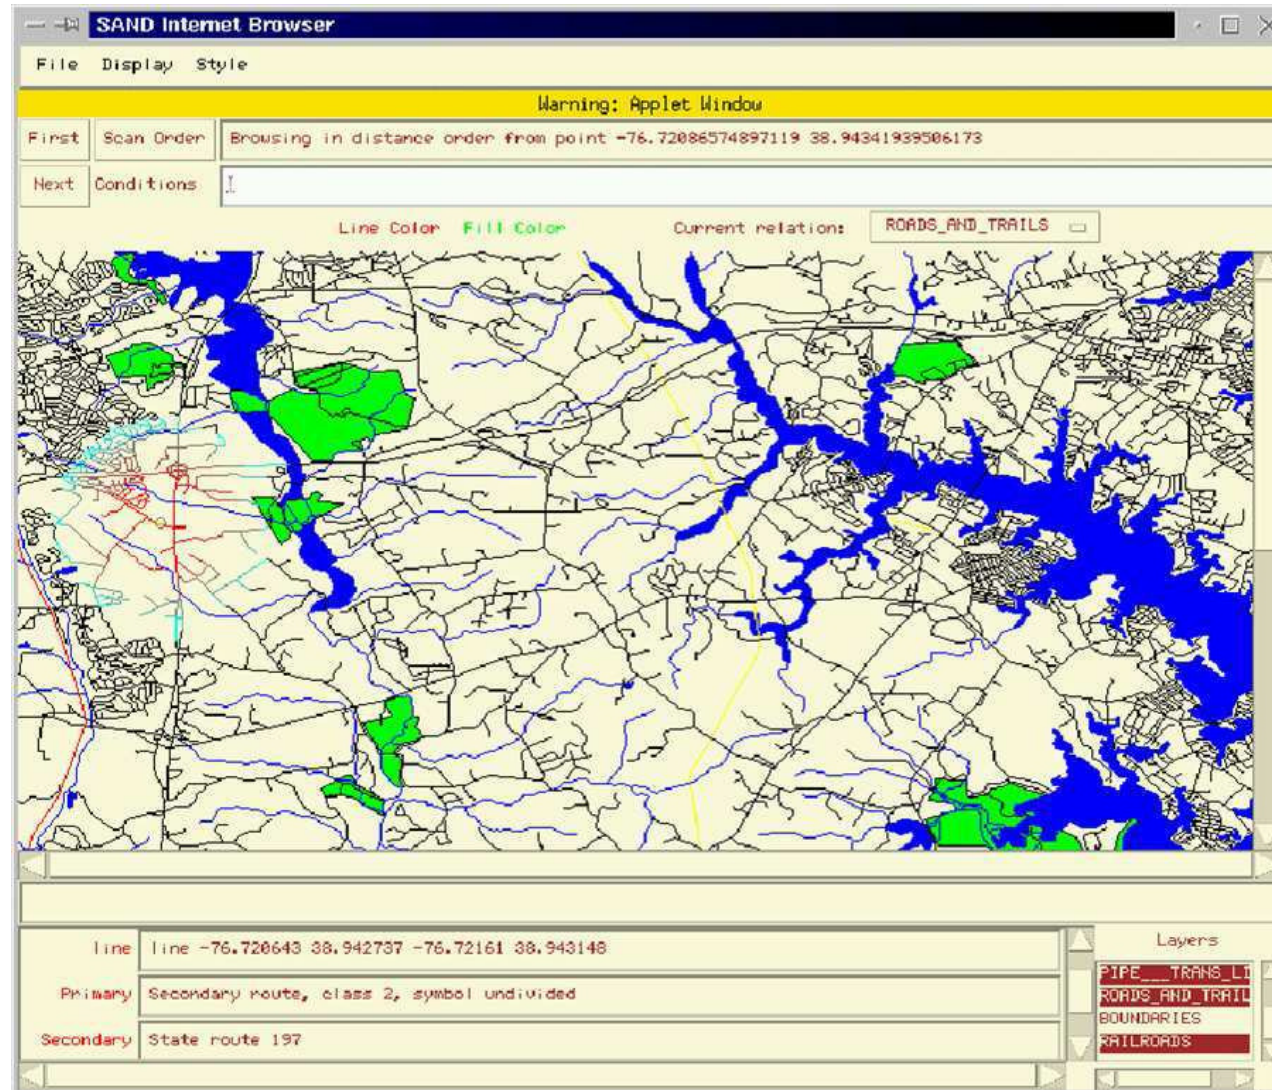 SAND Internet Browser
File Display Style
Warning: Applet Window
First Scan Order Browsing in distance order from point -76.72086574897119 38.94341939506173
Next Conditions
Line Color Fill Color Current relation: ROADS_AND_TRAILS
line line -76.720643 38.942737 -76.72161 38.943148
Primary Secondary route, class 2, symbol undivided
Secondary State route 197
Layers
PIPE___TRANS_LI
ROADS_AND_TRAIL
BOUNDARIES
RAILROADS